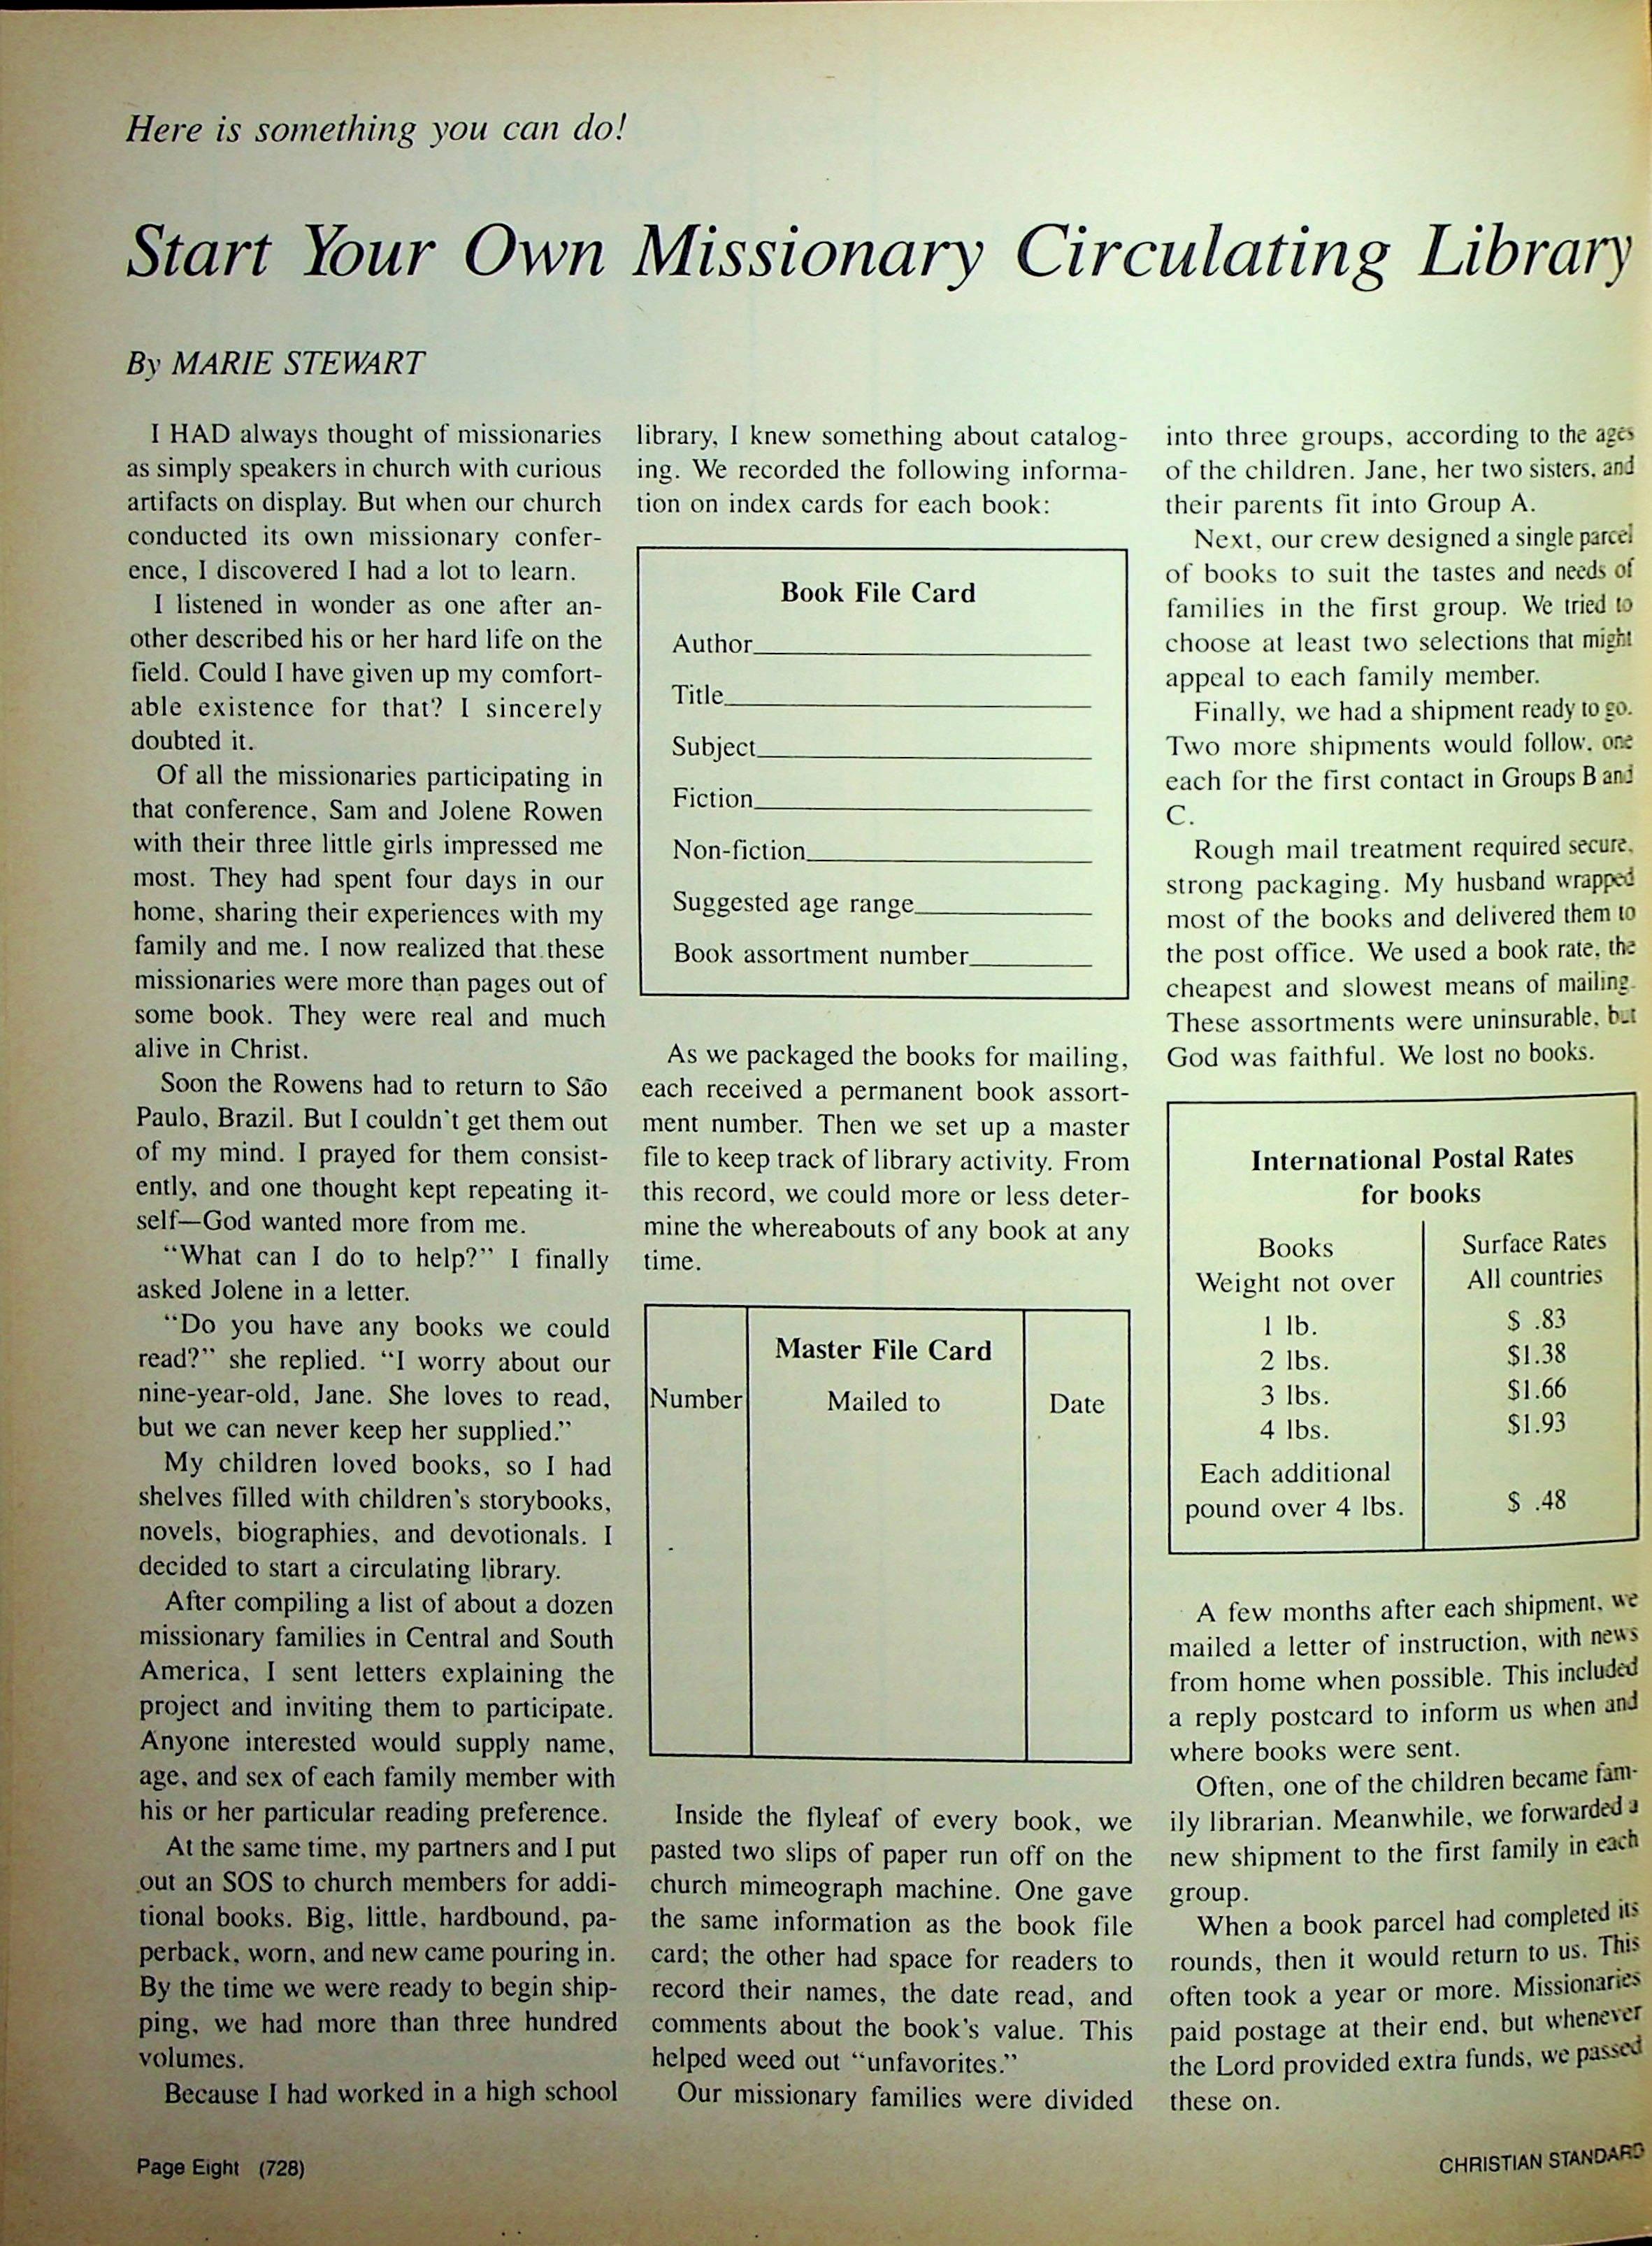 Here is something you can do!
Start Your Own Missionary Circulating Library
By MARIE STEWART
I HAD always thought of missionaries
as simply speakers in church with curious
artifacts on display. But when our church
conducted its own missionary confer-
ence, I discovered I had a lot to learn.
I listened in wonder as one after an-
other described his or her hard life on the
field. Could I have given up my comfort-
able existence for that? I sincerely
doubted it.
Of all the missionaries participating in
that conference, Sam and Jolene Rowen
with their three little girls impressed me
most. They had spent four days in our
home, sharing their experiences with my
family and me. I now realized that these
missionaries were more than pages out of
some book. They were real and much
alive in Christ.
Soon the Rowens had to return to São
Paulo, Brazil. But I couldn't get them out
of my mind. I prayed for them consist-
ently, and one thought kept repeating it-
self—God wanted more from me.
“What can I do to help?” I finally
asked Jolene in a letter.
“Do you have any books we could
read?” she replied. “I worry about our
nine-year-old, Jane. She loves to read,
but we can never keep her supplied.”
My children loved books, so I had
shelves filled with children's storybooks,
novels, biographies, and devotionals. I
decided to start a circulating library.
After compiling a list of about a dozen
missionary families in Central and South
America, I sent letters explaining the
project and inviting them to participate.
Anyone interested would supply name,
age, and sex of each family member with
his or her particular reading preference.
At the same time, my partners and I put
out an SOS to church members for addi-
tional books. Big, little, hardbound, pa-
perback, worn, and new came pouring in.
By the time we were ready to begin ship-
ping, we had more than three hundred
volumes.
Because I had worked in a high school
library, I knew something about catalog-
ing. We recorded the following informa-
tion on index cards for each book:
Book File Card
Author
Title
Subject
Fiction
Non-fiction
Suggested age range
Book assortment number
As we packaged the books for mailing,
each received a permanent book assort-
ment number. Then we set up a master
file to keep track of library activity. From
this record, we could more or less deter-
mine the whereabouts of any book at any
time.
Master File Card
Number Mailed to Date
Inside the flyleaf of every book, we
pasted two slips of paper run off on the
church mimeograph machine. One gave
the same information as the book file
card; the other had space for readers to
record their names, the date read, and
comments about the book's value. This
helped weed out “unfavorites.”
Our missionary families were divided
into three groups, according to the ages
of the children. Jane, her two sisters, and
their parents fit into Group A.
Next, our crew designed a single parcel
of books to suit the tastes and needs of
families in the first group. We tried to
choose at least two selections that might
appeal to each family member.
Finally, we had a shipment ready to go.
Two more shipments would follow, one
each for the first contact in Groups B and
C.
Rough mail treatment required secure,
strong packaging. My husband wrapped
most of the books and delivered them to
the post office. We used a book rate, the
cheapest and slowest means of mailing.
These assortments were uninsurable, but
God was faithful. We lost no books.
International Postal Rates
for books
Books Surface Rates
Weight not over All countries
1 lb. $ .83
2 lbs. $1.38
3 lbs. $1.66
4 lbs. $1.93
Each additional
pound over 4 lbs. $ .48
A few months after each shipment, we
mailed a letter of instruction, with news
from home when possible. This included
a reply postcard to inform us when and
where books were sent.
Often, one of the children became fam-
ily librarian. Meanwhile, we forwarded a
new shipment to the first family in each
group.
When a book parcel had completed its
rounds, then it would return to us. This
often took a year or more. Missionaries
paid postage at their end, but whenever
the Lord provided extra funds, we passed
these on.
Page Eight (728)
CHRISTIAN STANDARD